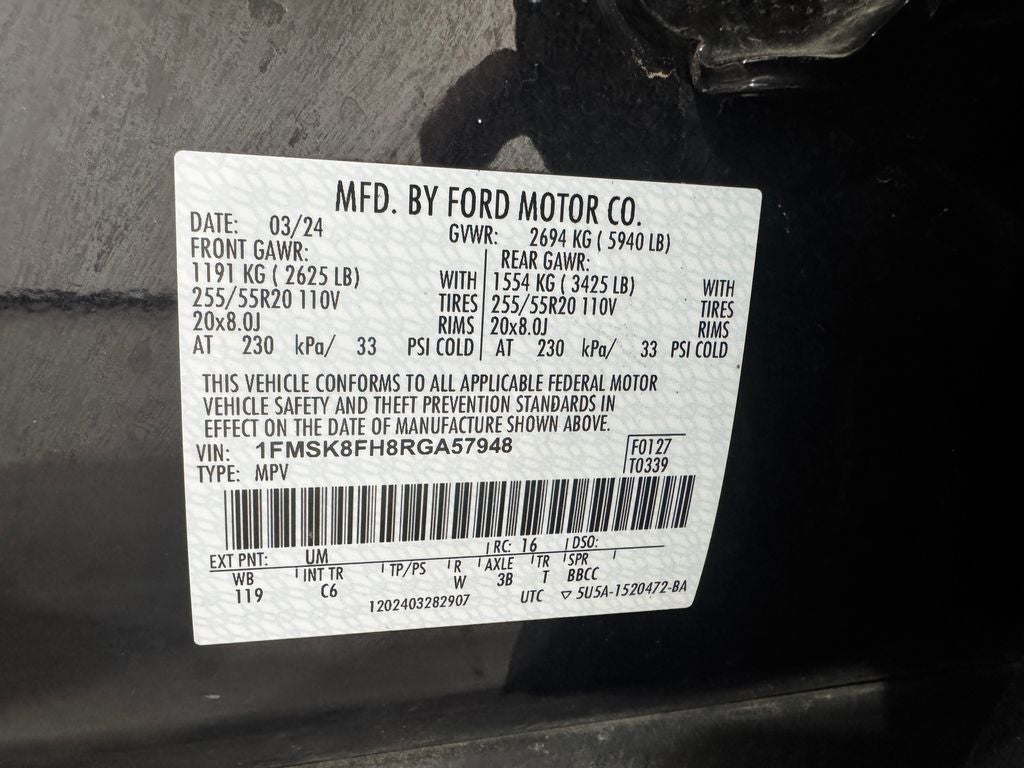 MFD. BY FORD MOTOR CO.
DATE: 03/24 GVWR: 2694 KG ( 5940 LB)
FRONT GAWR: REAR GAWR:
1191 KG ( 2625 LB) WITH 1554 KG ( 3425 LB) WITH
255/55R20 110V TIRES 255/55R20 110V TIRES
20x8.0J RIMS 20x8.0J RIMS
AT 230 kPa/ 33 PSI COLD AT 230 kPa/ 33 PSI COLD
THIS VEHICLE CONFORMS TO ALL APPLICABLE FEDERAL MOTOR
VEHICLE SAFETY AND THEFT PREVENTION STANDARDS IN
EFFECT ON THE DATE OF MANUFACTURE SHOWN ABOVE.
VIN: 1FMSK8FH8RGA57948 F0127
TYPE: MPV T0339
EXT PNT: UM RC: 16 DSO:
WB INT TR TP/PS R AXLE TR SPR
119 C6 W 3B T BBCC
1202403282907 UTC ▽ 5U5A-1520472-BA